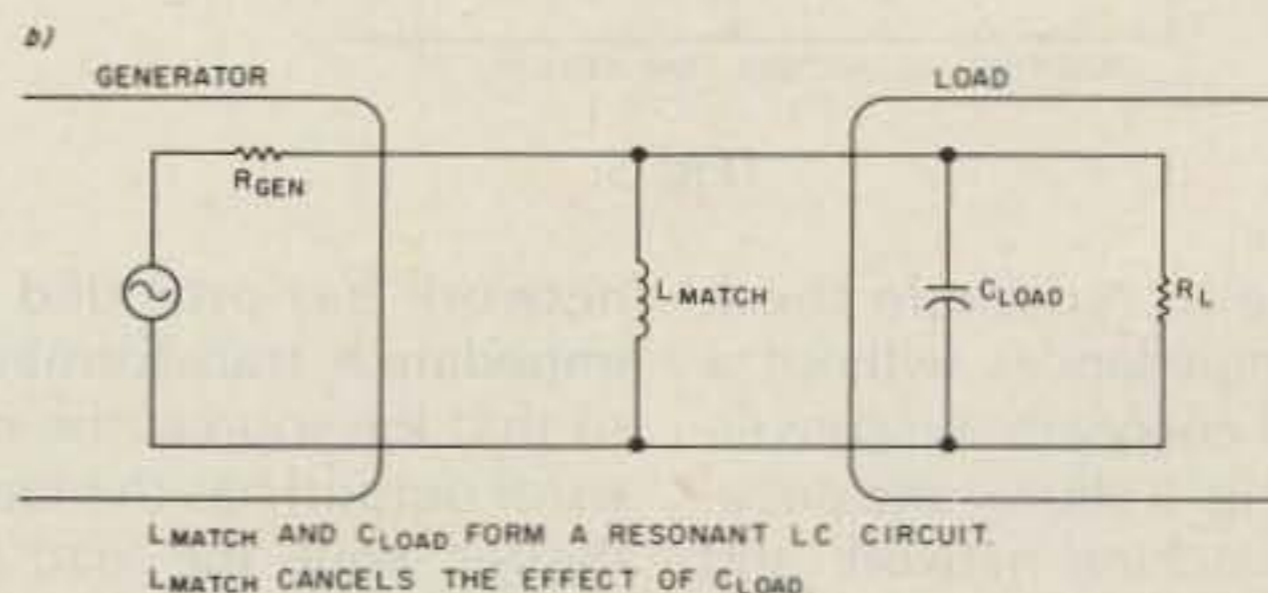 b)
GENERATOR
LOAD
RGEN
LMATCH
CLOAD
RL
LMATCH AND CLOAD FORM A RESONANT LC CIRCUIT.
LMATCH CANCELS THE EFFECT OF CLOAD